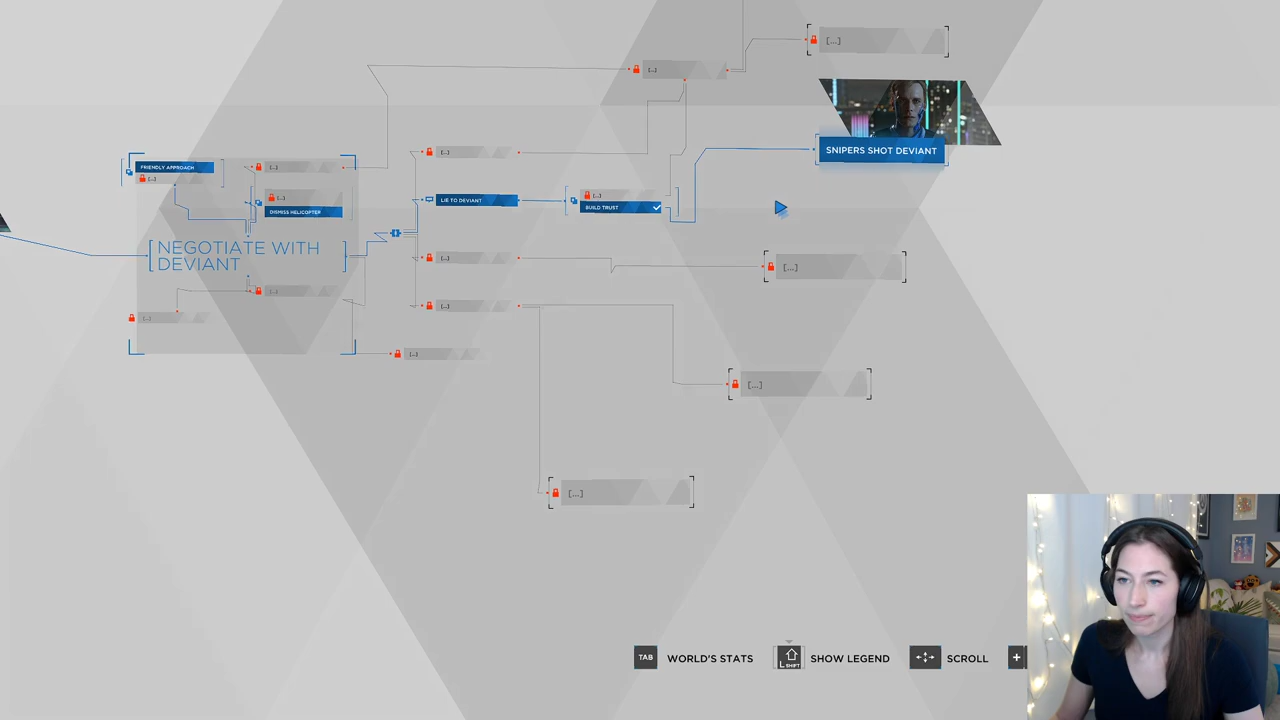 [...]
[...]
SNIPERS SHOT DEVIANT
[...]
FRIENDLY APPROACH
[...]
[...]
[...]
DISMISS HELICOPTER
LIE TO DEVIANT
[...]
BUILD TRUST
NEGOTIATE WITH
DEVIANT
[...]
[...]
[...]
[...]
[...]
[...]
[...]
[...]
TAB
WORLD'S STATS
L SHIFT
SHOW LEGEND
SCROLL
+